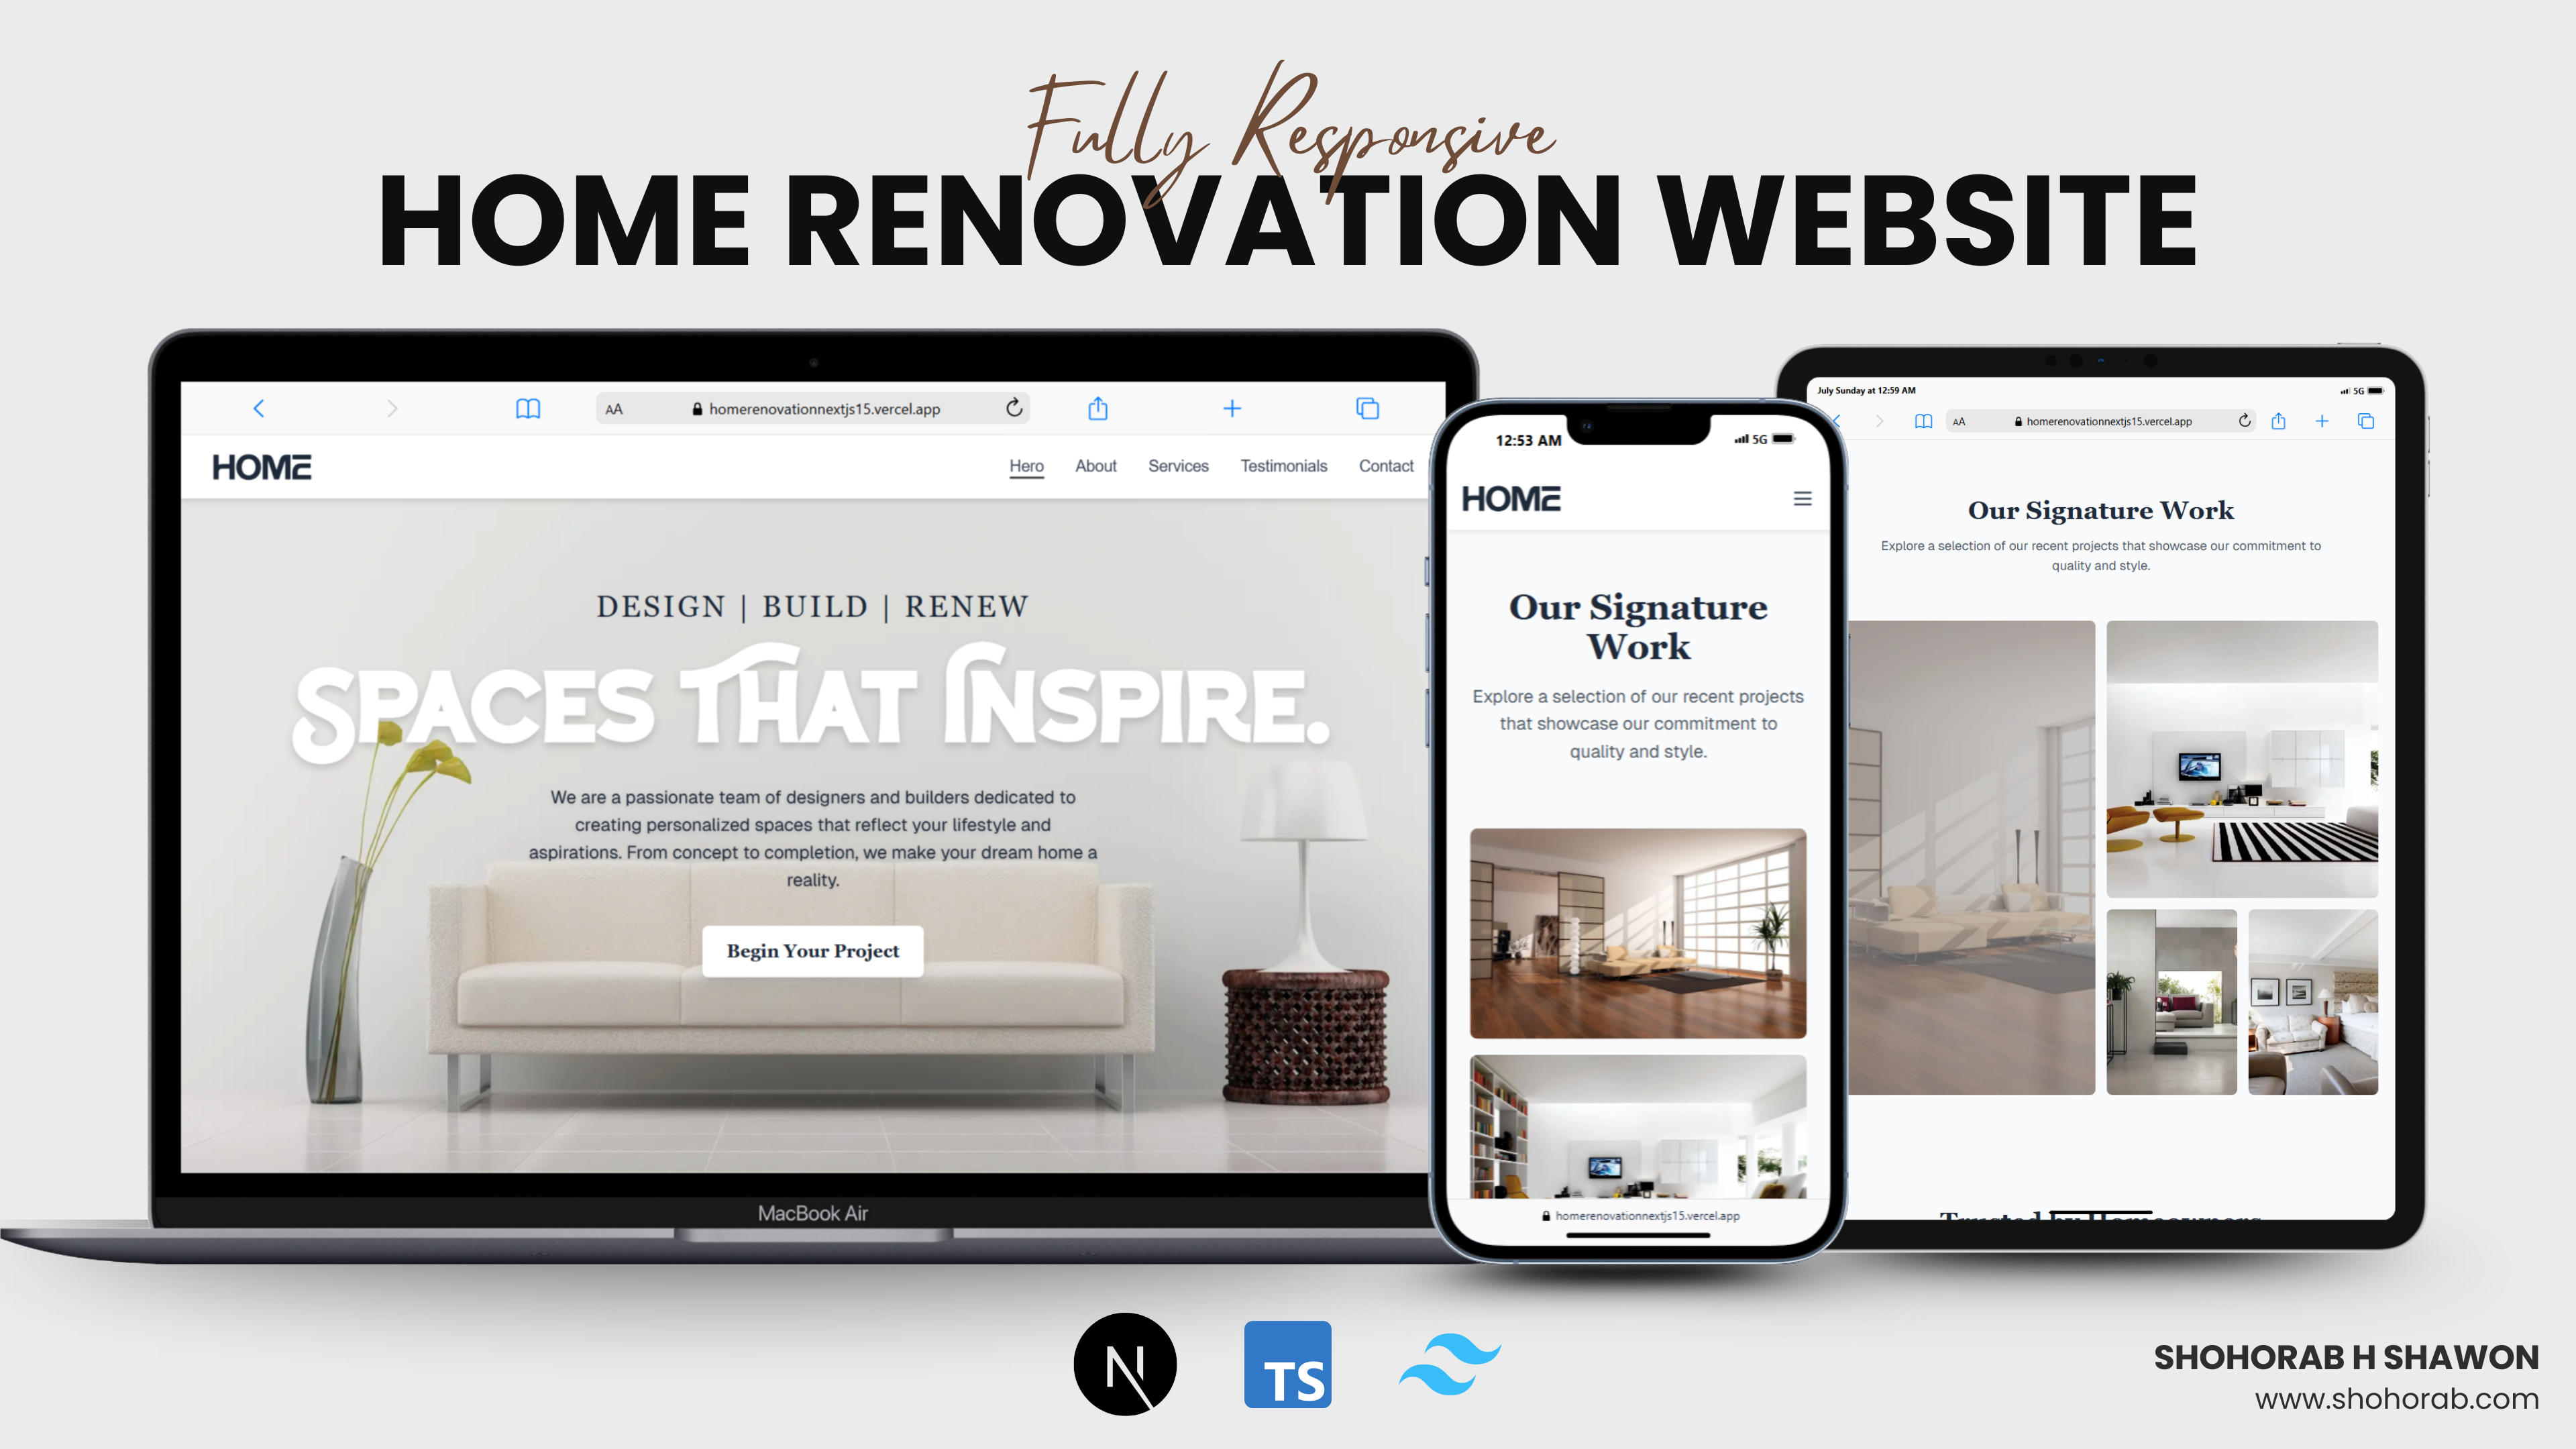 Fully Responsive
HOME RENOVATION WEBSITE
AA homerenovationnextjs15.vercel.app
HOME
Hero About Services Testimonials Contact
DESIGN | BUILD | RENEW
SPACES THAT INSPIRE.
We are a passionate team of designers and builders dedicated to
creating personalized spaces that reflect your lifestyle and
aspirations. From concept to completion, we make your dream home a
reality.
Begin Your Project
MacBook Air
12:53 AM 5G
HOME
Our Signature
Work
Explore a selection of our recent projects
that showcase our commitment to
quality and style.
homerenovationnextjs15.vercel.app
July Sunday at 12:59 AM 5G
AA homerenovationnextjs15.vercel.app
Our Signature Work
Explore a selection of our recent projects that showcase our commitment to
quality and style.
Trusted by Homeowners
N
TS
SHOHORAB H SHAWON
www.shohorab.com